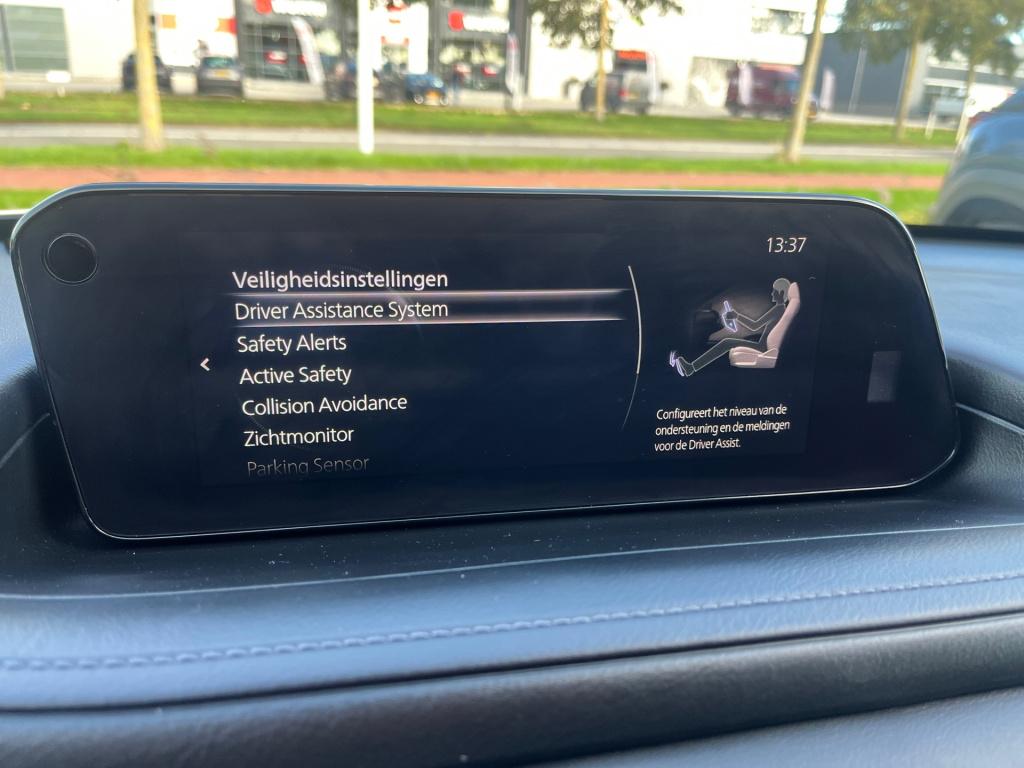 13:37
Veiligheidsinstellingen
Driver Assistance System
Safety Alerts
Active Safety
Collision Avoidance
Zichtmonitor
Parking Sensor
Configureert het niveau van de
ondersteuning en de meldingen
voor de Driver Assist.